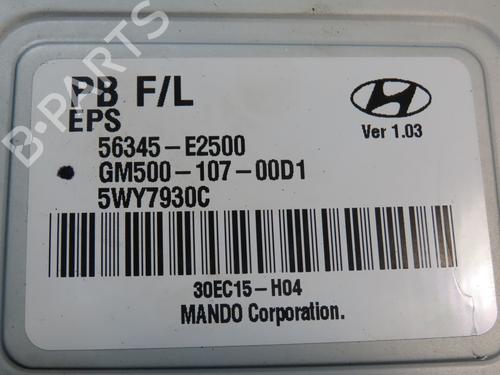 PB F/L
EPS
Ver 1.03
56345-E2500
GM500-107-00D1
5WY7930C
30EC15-H04
MANDO Corporation.
B-PARTS